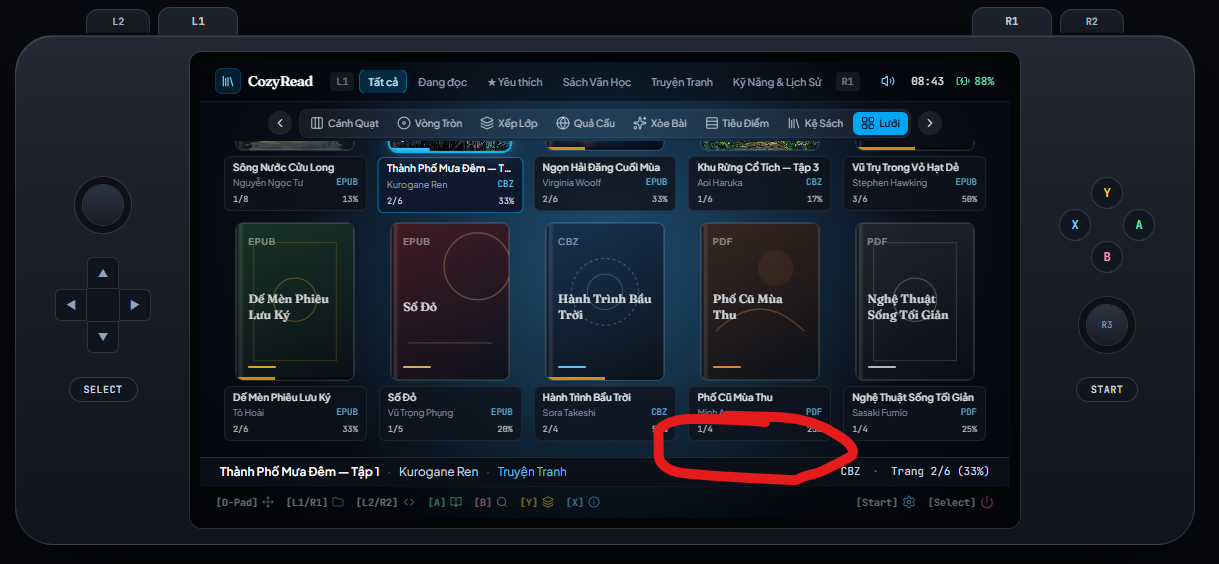 L2 L1 R1 R2
CozyRead L1 Tất cả Đang đọc ★Yêu thích Sách Văn Học Truyện Tranh Kỹ Năng & Lịch Sử R1 08:43 88%
Cánh Quạt Vòng Tròn Xếp Lớp Quả Cầu Xòe Bài Tiêu Điểm Kệ Sách Lưới
Sông Nước Cửu Long Thành Phố Mưa Đêm — T... Ngọn Hải Đăng Cuối Mùa Khu Rừng Cổ Tích — Tập 3 Vũ Trụ Trong Vỏ Hạt Dẻ
Nguyễn Ngọc Tư EPUB Kurogane Ren CBZ Virginia Woolf EPUB Aoi Haruka CBZ Stephen Hawking EPUB
1/8 13% 2/6 33% 2/6 33% 1/6 17% 3/6 50%
EPUB EPUB CBZ PDF PDF
Dế Mèn Phiêu Số Đỏ Hành Trình Bầu Phố Cũ Mùa Nghệ Thuật
Lưu Ký Trời Thu Sống Tối Giản
Dế Mèn Phiêu Lưu Ký Số Đỏ Hành Trình Bầu Trời Phố Cũ Mùa Thu Nghệ Thuật Sống Tối Giản
Tô Hoài EPUB Vũ Trọng Phụng EPUB Sora Takeshi CBZ PDF Sasaki Fumio PDF
2/6 33% 1/5 20% 2/4 1/4 1/4 25%
Thành Phố Mưa Đêm — Tập 1 · Kurogane Ren · Truyện Tranh CBZ · Trang 2/6 (33%)
[D-Pad] [L1/R1] [L2/R2] [A] [B] [Y] [X] [Start] [Select]
SELECT
Y
X A
B
R3
START